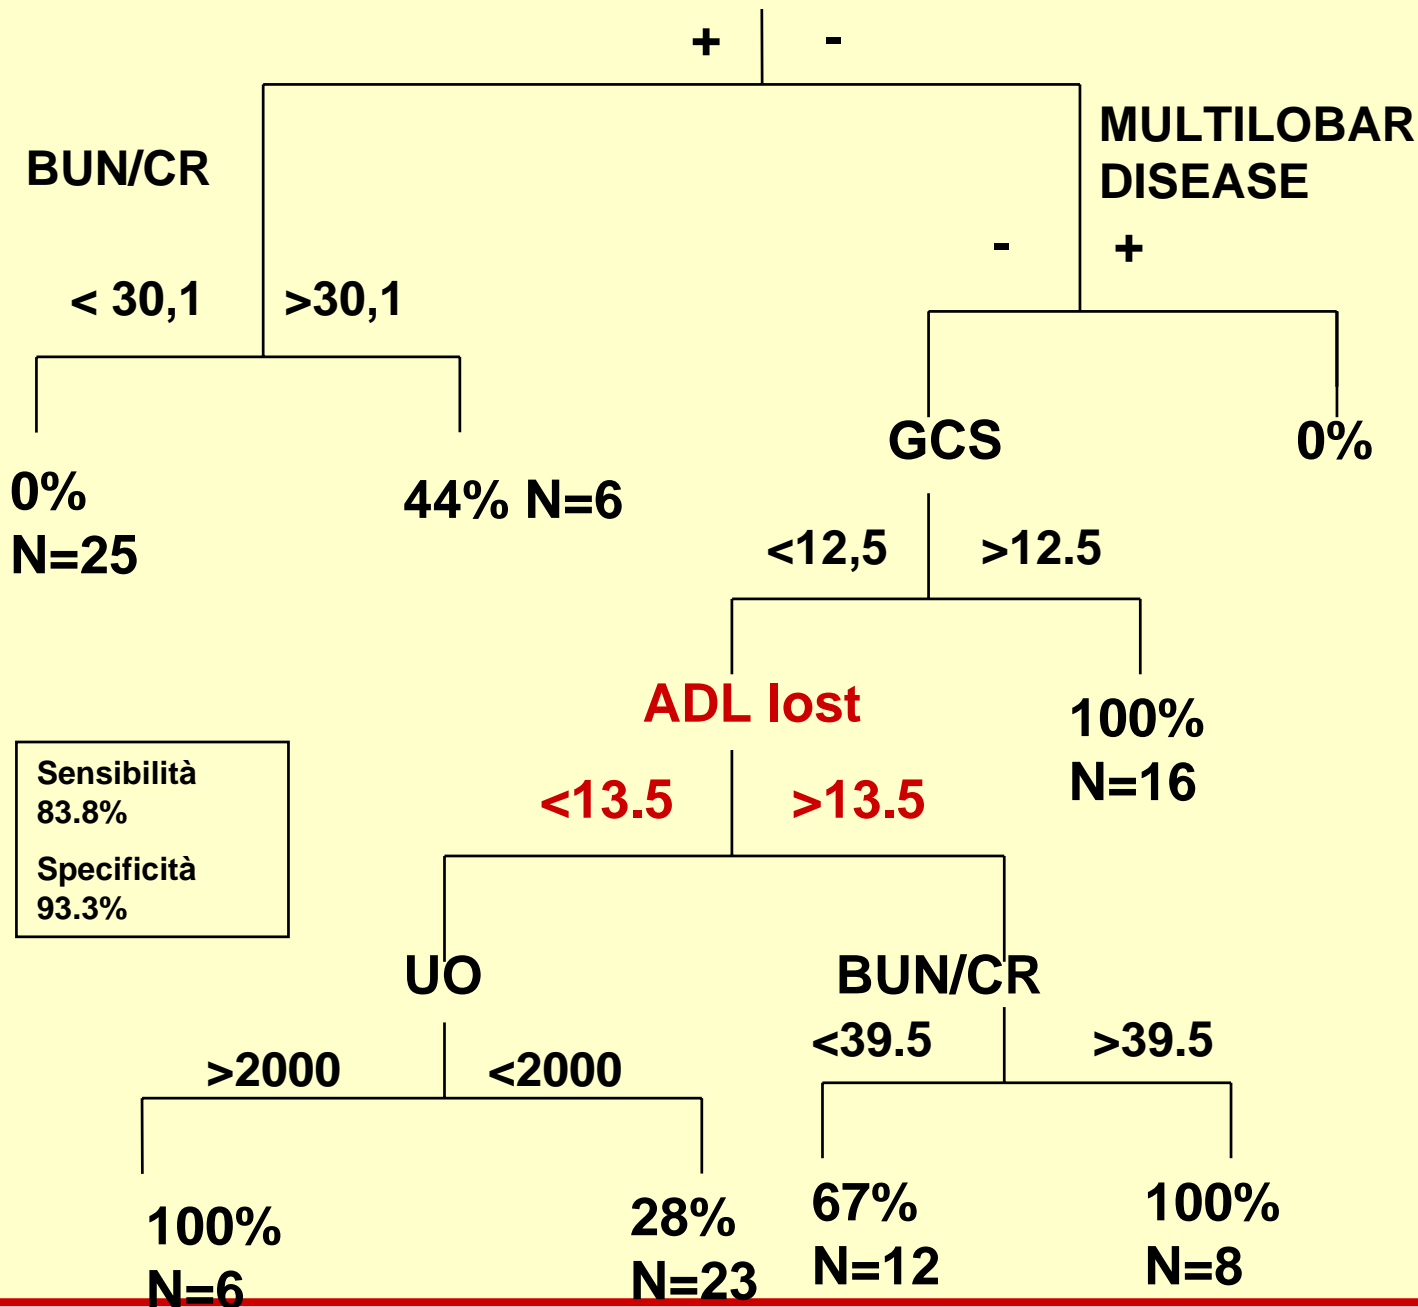 + -
MULTILOBAR
DISEASE
BUN/CR
- +
< 30,1 >30,1
GCS 0%
0%
N=25
44% N=6
<12,5 >12.5
ADL lost
100%
N=16
<13.5 >13.5
Sensibilità
83.8%
Specificità
93.3%
UO BUN/CR
<39.5 >39.5
>2000 <2000
100%
N=6
28%
N=23
67%
N=12
100%
N=8